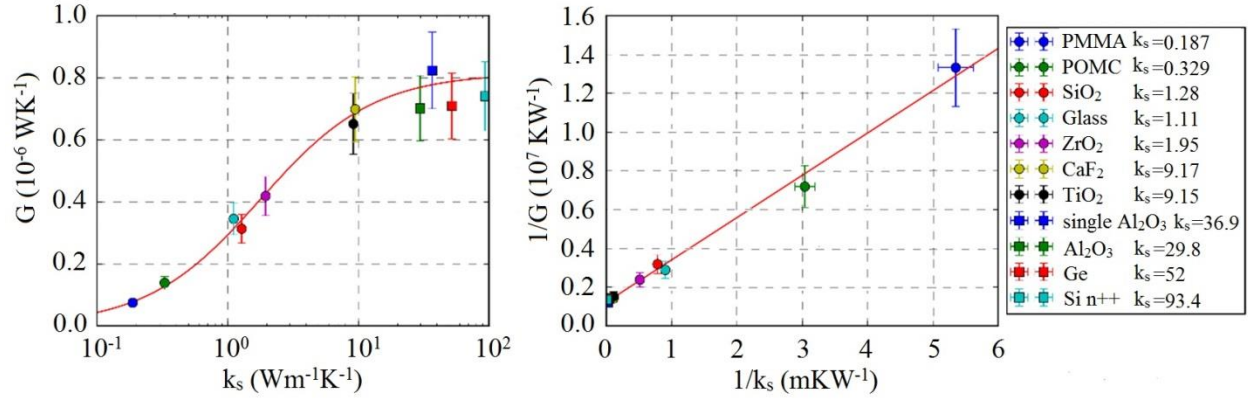 1.0
0.8
0.6
0.4
0.2
0.0
G (10⁻⁶ WK⁻¹)
10⁻¹ 10⁰ 10¹ 10²
kₛ (Wm⁻¹K⁻¹)
1.6
1.4
1.2
1.0
0.8
0.6
0.4
0.2
0.0
1/G (10⁷ KW⁻¹)
0 1 2 3 4 5 6
1/kₛ (mKW⁻¹)
PMMA kₛ=0.187
POMC kₛ=0.329
SiO₂ kₛ=1.28
Glass kₛ=1.11
ZrO₂ kₛ=1.95
CaF₂ kₛ=9.17
TiO₂ kₛ=9.15
single Al₂O₃ kₛ=36.9
Al₂O₃ kₛ=29.8
Ge kₛ=52
Si n++ kₛ=93.4